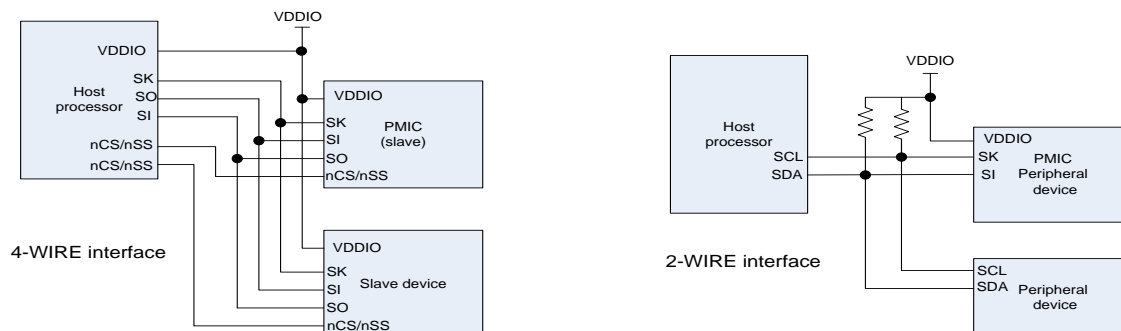 VDDIO
VDDIO
SK
SO
SI
nCS/nSS
nCS/nSS
Host
processor
VDDIO
SK
SI
SO
nCS/nSS
PMIC
(slave)
VDDIO
SK
SI
SO
nCS/nSS
Slave device
4-WIRE interface
VDDIO
Host
processor
SCL
SDA
VDDIO
SK
SI
PMIC
Peripheral
device
SCL
SDA
Peripheral
device
2-WIRE interface